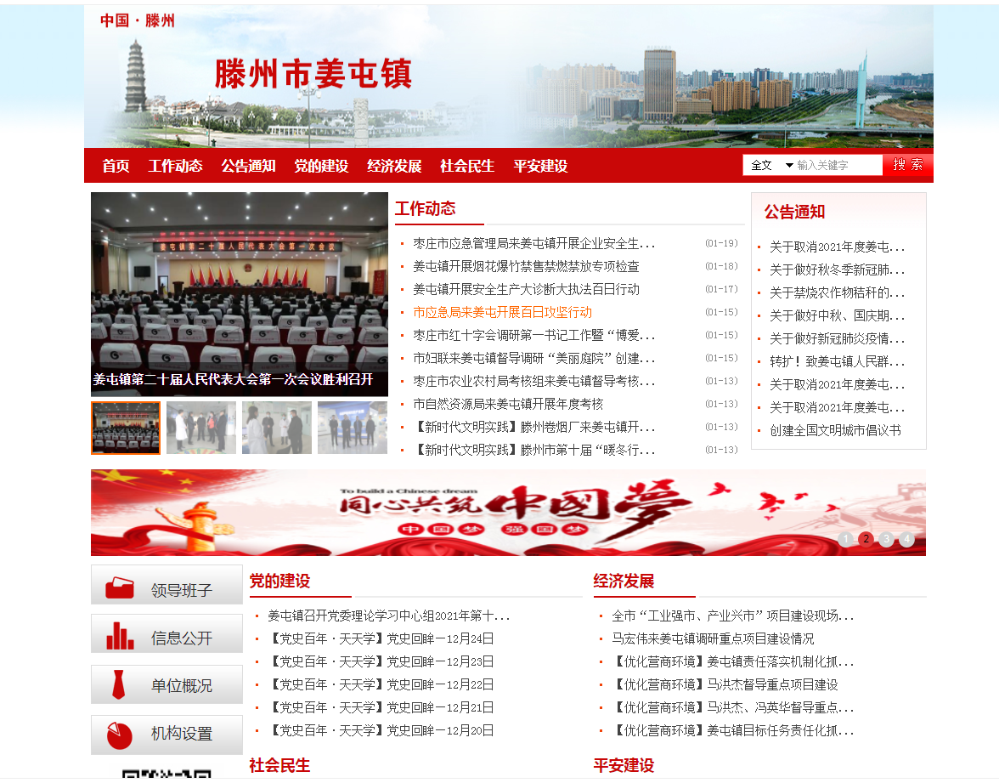 中国·滕州
滕州市姜屯镇
首页 工作动态 公告通知 党的建设 经济发展 社会民生 平安建设 全文 输入关键字 搜 索
姜屯镇第二十届人民代表大会第一次会议
姜屯镇第二十届人民代表大会第一次会议胜利召开
工作动态
枣庄市应急管理局来姜屯镇开展企业安全生... (01-19)
姜屯镇开展烟花爆竹禁售禁燃禁放专项检查 (01-18)
姜屯镇开展安全生产大诊断大执法百日行动 (01-17)
市应急局来姜屯开展百日攻坚行动 (01-15)
枣庄市红十字会调研第一书记工作暨“博爱... (01-15)
市妇联来姜屯镇督导调研“美丽庭院”创建... (01-15)
枣庄市农业农村局考核组来姜屯镇督导考核... (01-13)
市自然资源局来姜屯镇开展年度考核 (01-13)
【新时代文明实践】滕州卷烟厂来姜屯镇开... (01-13)
【新时代文明实践】滕州市第十届“暖冬行... (01-13)
公告通知
关于取消2021年度姜屯...
关于做好秋冬季新冠肺...
关于禁烧农作物秸秆的...
关于做好中秋、国庆期...
关于做好新冠肺炎疫情...
转扩！致姜屯镇人民群...
关于取消2021年度姜屯...
关于取消2021年度姜屯...
创建全国文明城市倡议书
To build a Chinese dream
同心共筑中国夢
中国梦 强国梦
1 2 3 4
领导班子
信息公开
单位概况
机构设置
党的建设
姜屯镇召开党委理论学习中心组2021年第十...
【党史百年·天天学】党史回眸—12月24日
【党史百年·天天学】党史回眸—12月23日
【党史百年·天天学】党史回眸—12月22日
【党史百年·天天学】党史回眸—12月21日
【党史百年·天天学】党史回眸—12月20日
经济发展
全市“工业强市、产业兴市”项目建设现场...
马宏伟来姜屯镇调研重点项目建设情况
【优化营商环境】姜屯镇责任落实机制化抓...
【优化营商环境】马洪杰督导重点项目建设
【优化营商环境】马洪杰、冯英华督导重点...
【优化营商环境】姜屯镇目标任务责任化抓...
社会民生
平安建设